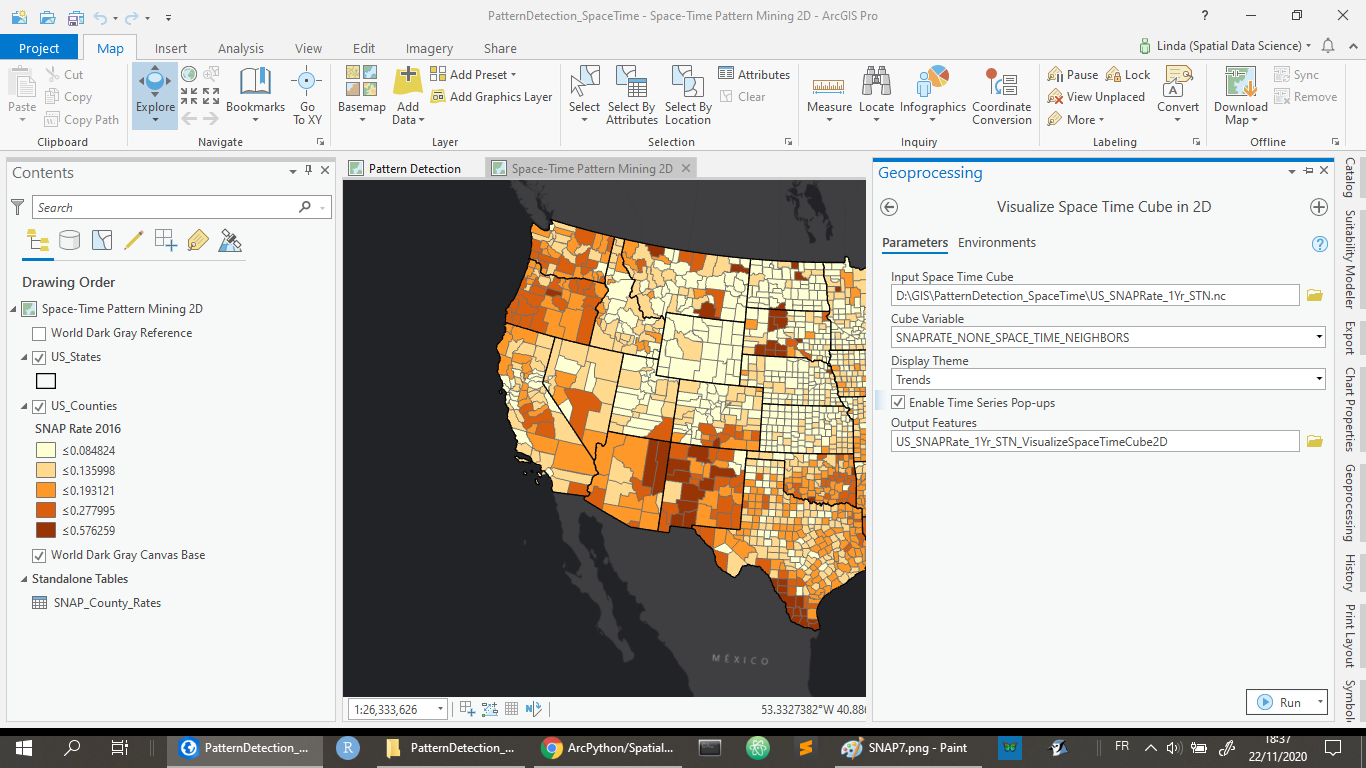 PatternDetection_SpaceTime - Space-Time Pattern Mining 2D - ArcGIS Pro
?
Project Map Insert Analysis View Edit Imagery Share
Linda (Spatial Data Science)
Paste
Cut
Copy
Copy Path
Clipboard
Explore
Bookmarks
Go
To XY
Navigate
Basemap
Add
Data
Add Preset
Add Graphics Layer
Layer
Select
Select By
Attributes
Select By
Location
Attributes
Clear
Selection
Measure
Locate
Infographics
Coordinate
Conversion
Inquiry
Pause
Lock
View Unplaced
More
Convert
Labeling
Download
Map
Sync
Remove
Offline
Contents
Search
Drawing Order
Space-Time Pattern Mining 2D
World Dark Gray Reference
US_States
US_Counties
SNAP Rate 2016
≤0.084824
≤0.135998
≤0.193121
≤0.277995
≤0.576259
World Dark Gray Canvas Base
Standalone Tables
SNAP_County_Rates
Pattern Detection
Space-Time Pattern Mining 2D
MÉXICO
1:26,333,626
53.3327382°W 40.886
Geoprocessing
Visualize Space Time Cube in 2D
Parameters Environments
?
Input Space Time Cube
D:\GIS\PatternDetection_SpaceTime\US_SNAPRate_1Yr_STN.nc
Cube Variable
SNAPRATE_NONE_SPACE_TIME_NEIGHBORS
Display Theme
Trends
Enable Time Series Pop-ups
Output Features
US_SNAPRate_1Yr_STN_VisualizeSpaceTimeCube2D
Run
Catalog
Suitability Modeler
Export
Chart Properties
Geoprocessing
History
Print Layout
Symbol
PatternDetection_...
R
PatternDetection_...
ArcPython/Spatial...
SNAP7.png - Paint
FR
18:37
22/11/2020